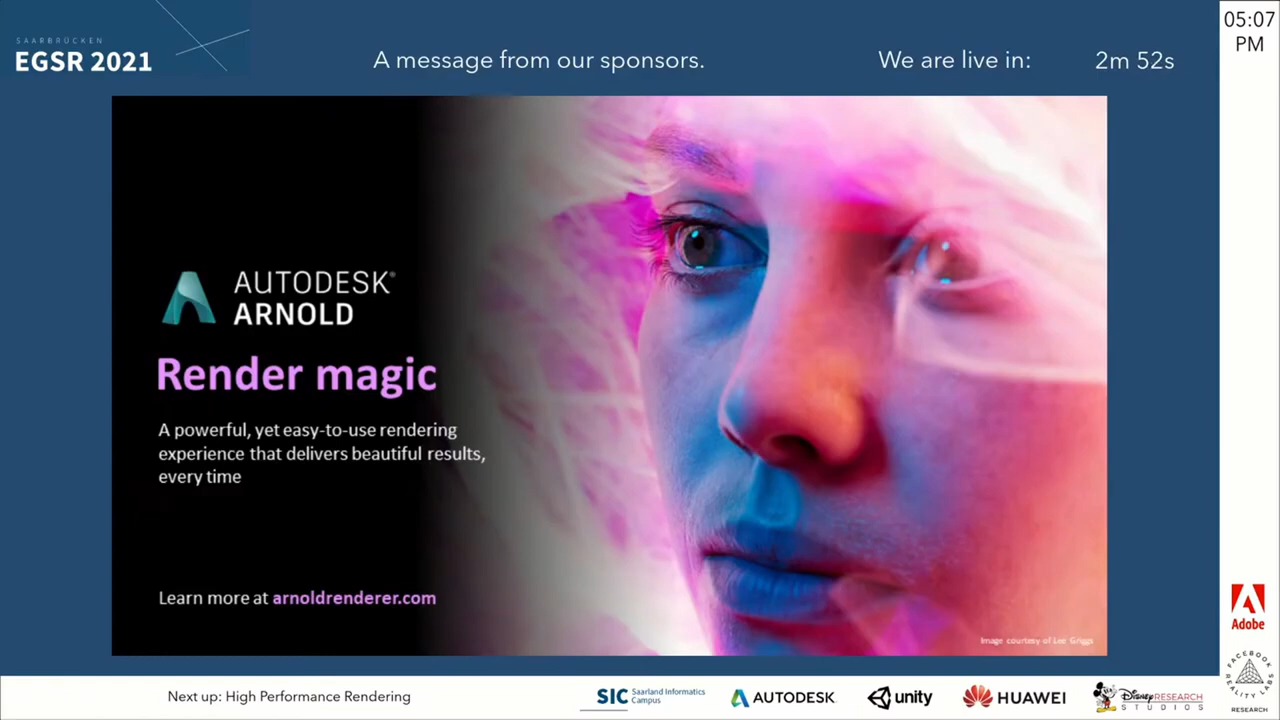 SAARBRÜCKEN
EGSR 2021
A message from our sponsors.
We are live in:
2m 52s
05:07
PM
AUTODESK®
ARNOLD
Render magic
A powerful, yet easy-to-use rendering
experience that delivers beautiful results,
every time
Learn more at arnoldrenderer.com
Image courtesy of Lee Griggs
Next up: High Performance Rendering
SIC Saarland Informatics
Campus
AUTODESK
unity
HUAWEI
Disney RESEARCH
STUDIOS
Adobe
FACEBOOK
REALITY LABS
RESEARCH